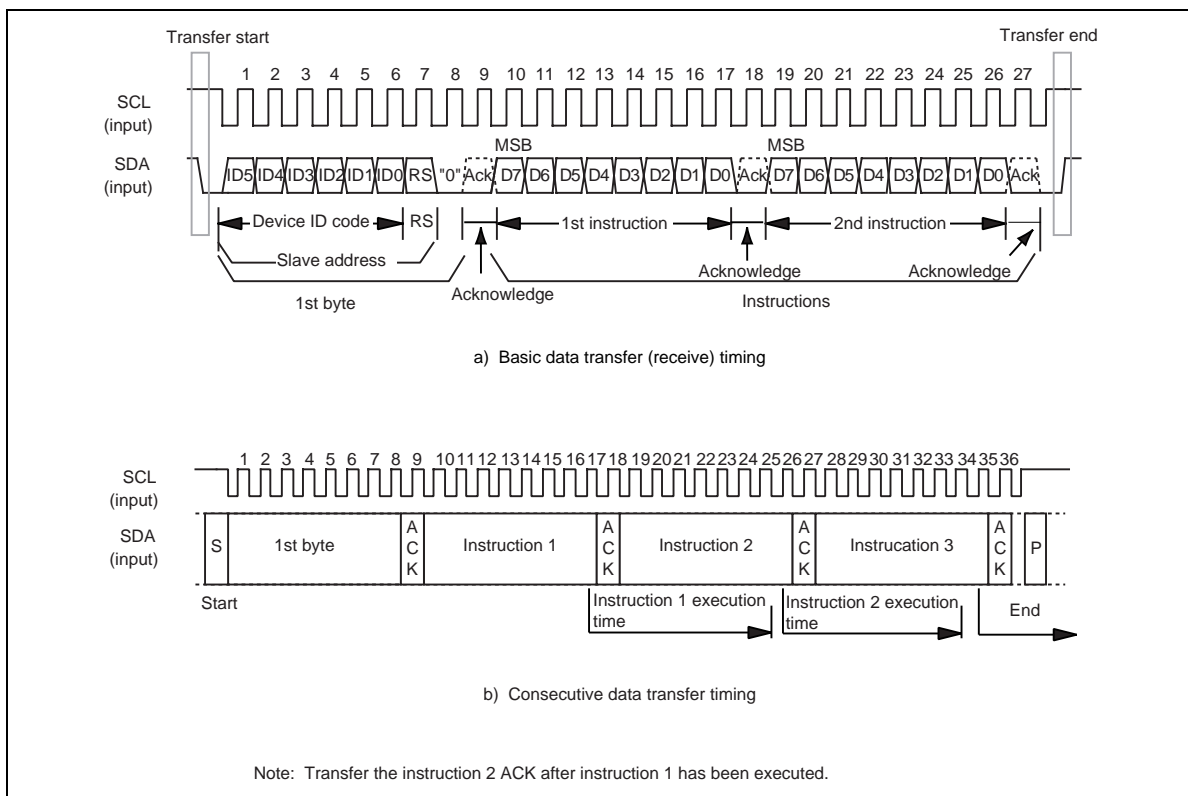 Transfer start
Transfer end
1 2 3 4 5 6 7 8 9 10 11 12 13 14 15 16 17 18 19 20 21 22 23 24 25 26 27
SCL
(input)
MSB MSB
SDA
(input)
ID5 ID4 ID3 ID2 ID1 ID0 RS "0" Ack D7 D6 D5 D4 D3 D2 D1 D0 Ack D7 D6 D5 D4 D3 D2 D1 D0 Ack
Device ID code RS 1st instruction 2nd instruction
Slave address
Acknowledge Acknowledge
1st byte Acknowledge Instructions
a) Basic data transfer (receive) timing
1 2 3 4 5 6 7 8 9 10 11 12 13 14 15 16 17 18 19 20 21 22 23 24 25 26 27 28 29 30 31 32 33 34 35 36
SCL
(input)
SDA
(input)
S 1st byte ACK Instruction 1 ACK Instruction 2 ACK Instrucation 3 ACK P
Start
Instruction 1 execution time
Instruction 2 execution time
End
b) Consecutive data transfer timing
Note: Transfer the instruction 2 ACK after instruction 1 has been executed.